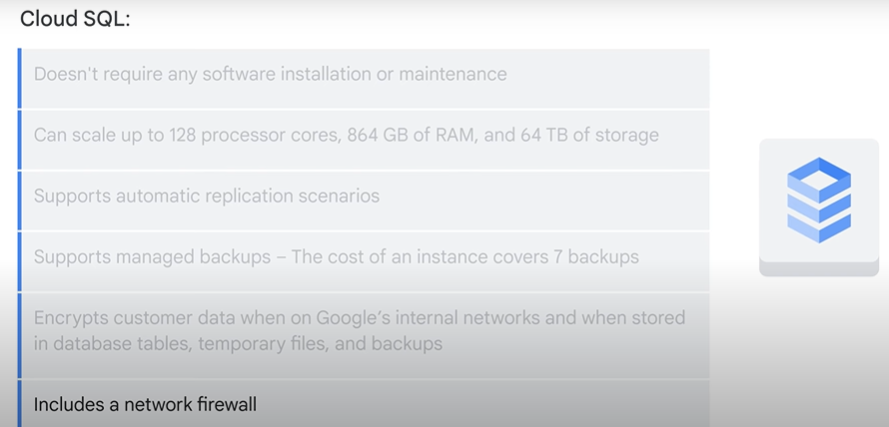 Cloud SQL:
Doesn't require any software installation or maintenance
Can scale up to 128 processor cores, 864 GB of RAM, and 64 TB of storage
Supports automatic replication scenarios
Supports managed backups – The cost of an instance covers 7 backups
Encrypts customer data when on Google’s internal networks and when stored
in database tables, temporary files, and backups
Includes a network firewall